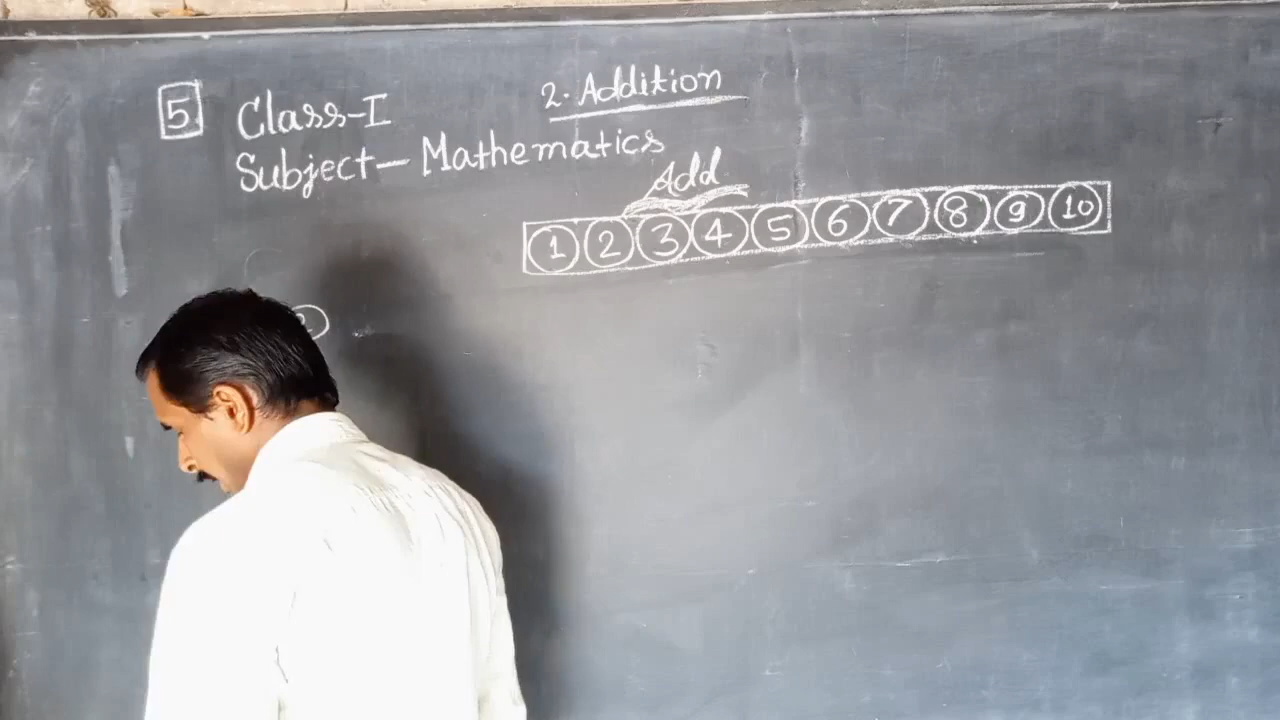 5
2. Addition
Class-I
Subject- Mathematics
Add
1 2 3 4 5 6 7 8 9 10